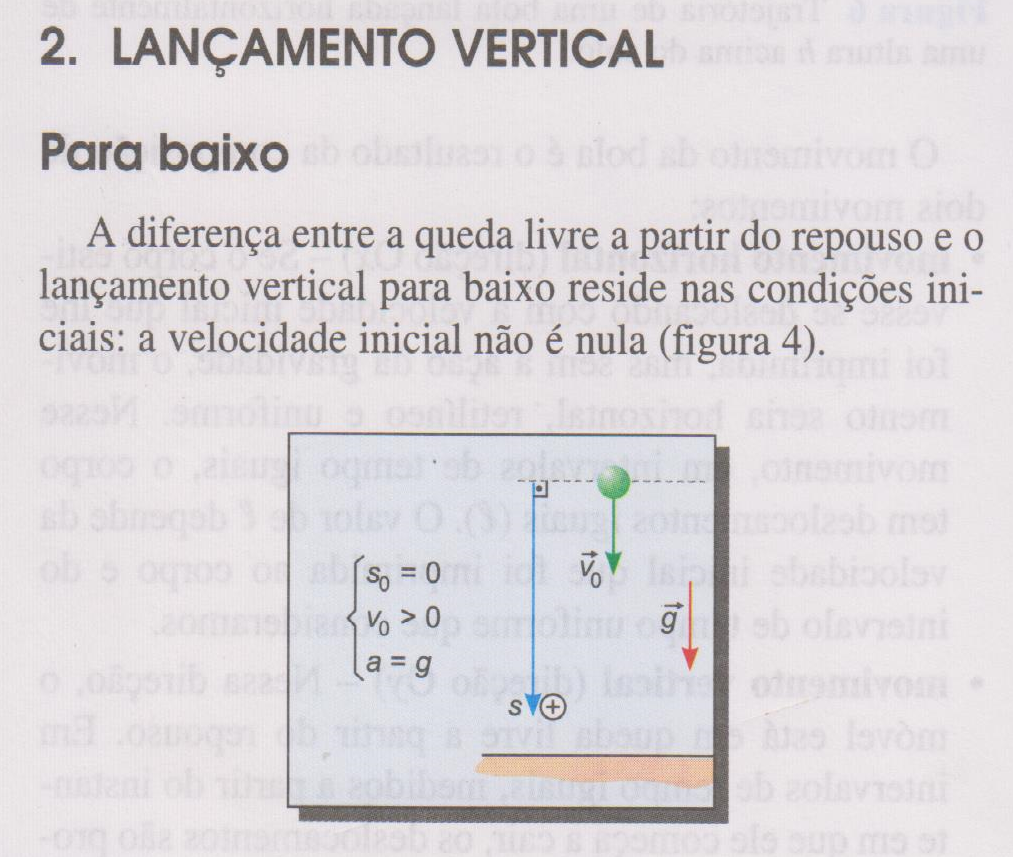 2. LANÇAMENTO VERTICAL
Para baixo
A diferença entre a queda livre a partir do repouso e o
lançamento vertical para baixo reside nas condições ini-
ciais: a velocidade inicial não é nula (figura 4).
s₀ = 0
v₀ > 0
a = g
v₀
g
s +